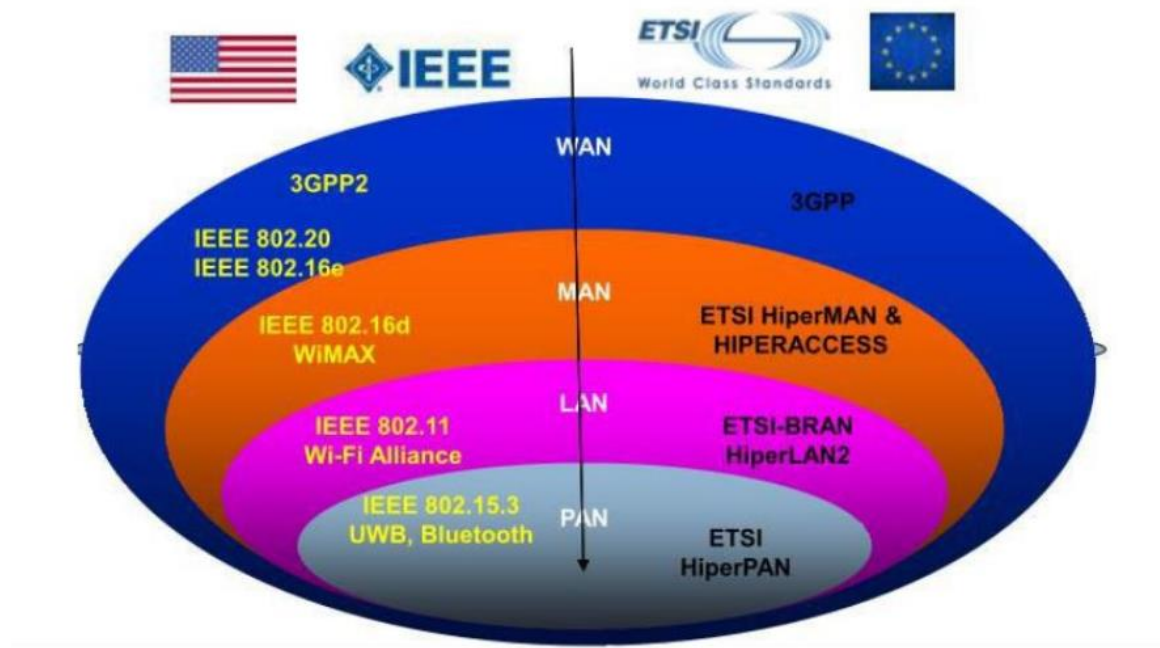 IEEE
ETSI
World Class Standards
WAN
3GPP2
3GPP
IEEE 802.20
IEEE 802.16e
MAN
IEEE 802.16d
WiMAX
ETSI HiperMAN &
HIPERACCESS
LAN
IEEE 802.11
Wi-Fi Alliance
ETSI-BRAN
HiperLAN2
PAN
IEEE 802.15.3
UWB, Bluetooth
ETSI
HiperPAN